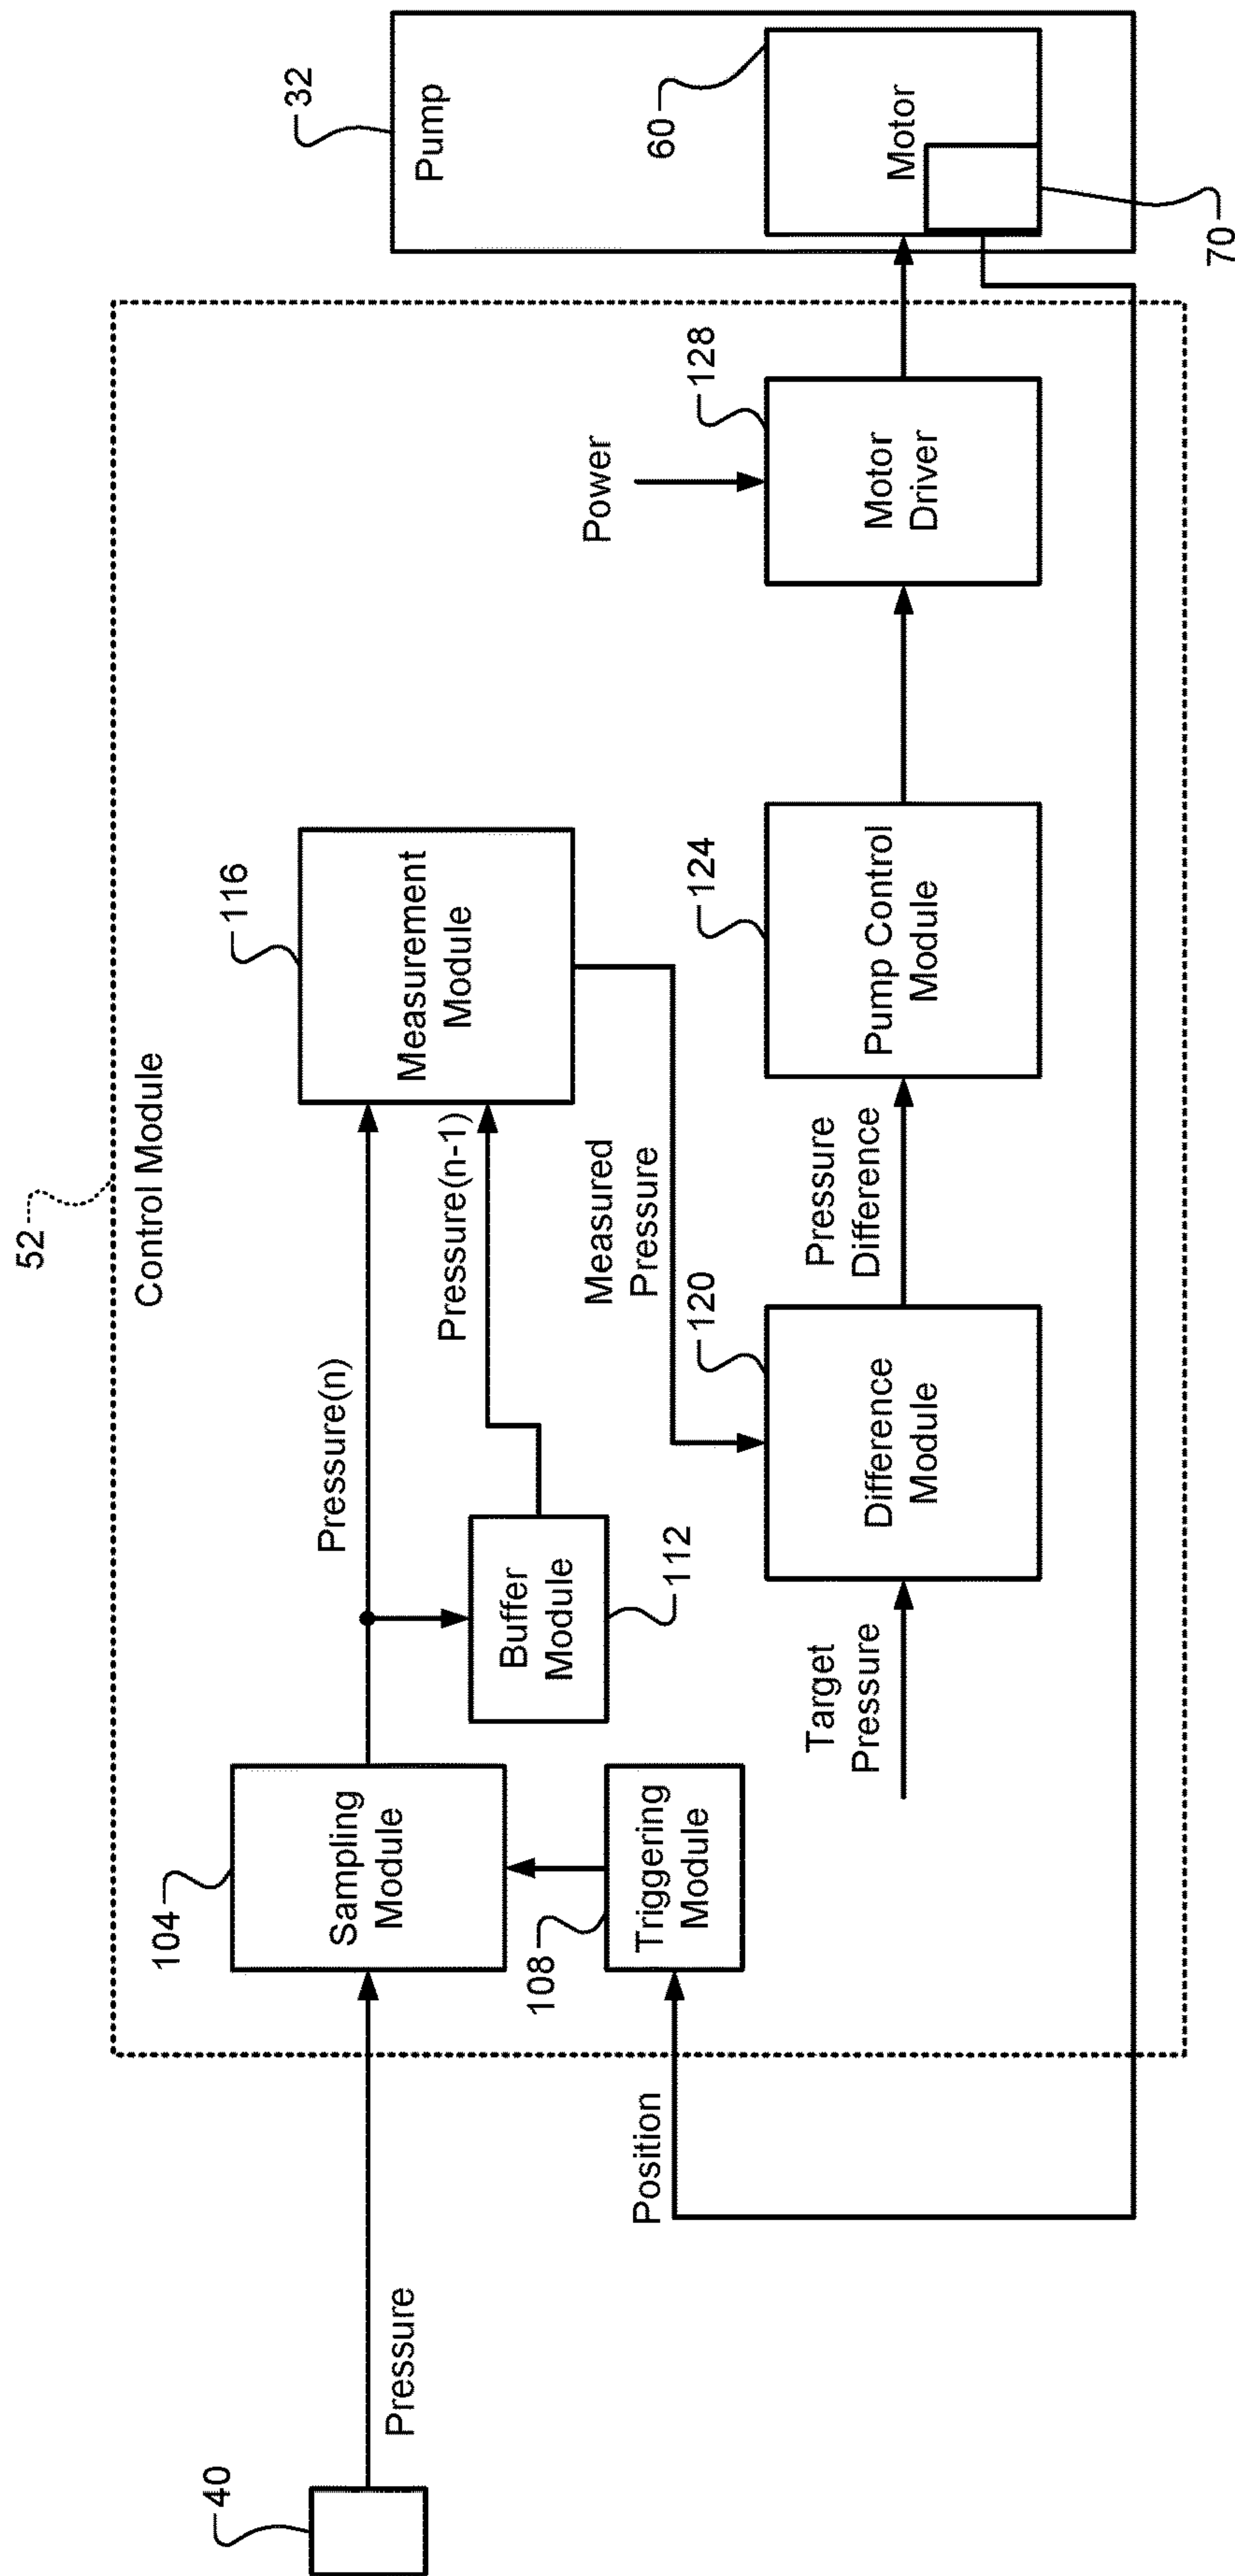 52
Control Module
32
Pump
60
Motor
70
40
Pressure
104
Sampling
Module
Pressure(n)
116
Measurement
Module
Buffer
Module
112
Pressure(n-1)
108
Triggering
Module
Position
Measured
Pressure
Target
Pressure
120
Difference
Module
Pressure
Difference
124
Pump Control
Module
Power
128
Motor
Driver